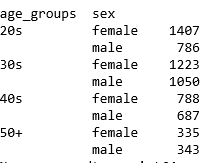 age_groups  sex
20s         female    1407
            male       786
30s         female    1223
            male      1050
40s         female     788
            male       687
50+         female     335
            male       343